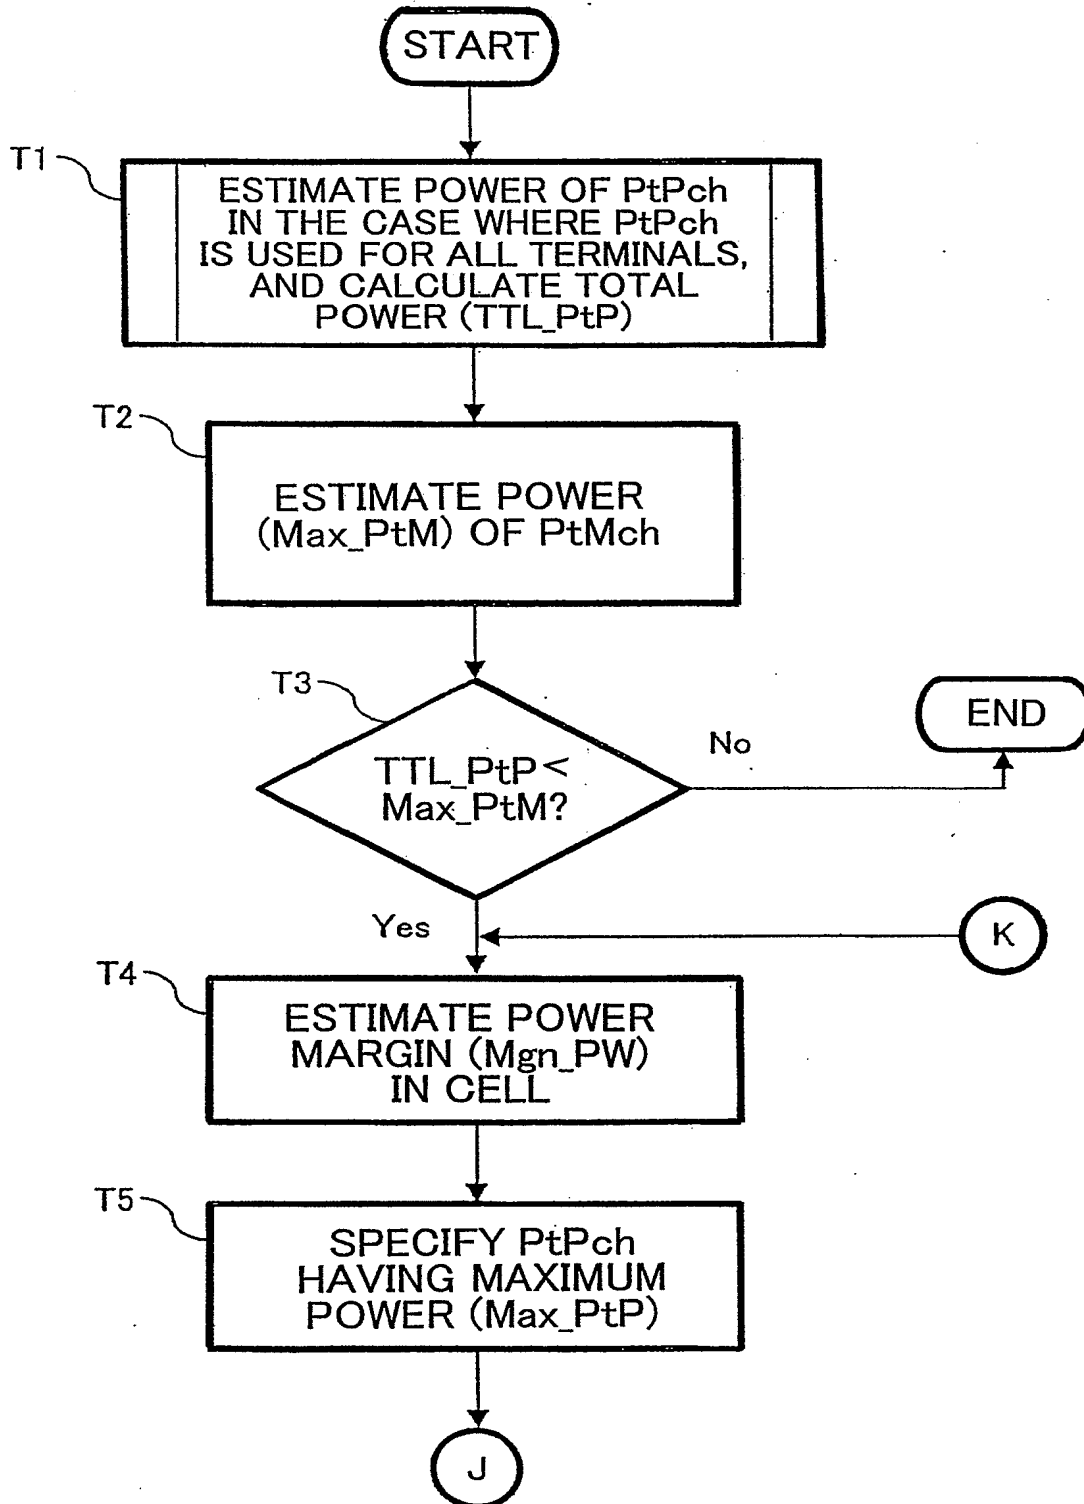 START
T1
ESTIMATE POWER OF PtPch
IN THE CASE WHERE PtPch
IS USED FOR ALL TERMINALS,
AND CALCULATE TOTAL
POWER (TTL_PtP)
T2
ESTIMATE POWER
(Max_PtM) OF PtMch
T3
TTL_PtP<
Max_PtM?
No
END
Yes
K
T4
ESTIMATE POWER
MARGIN (Mgn_PW)
IN CELL
T5
SPECIFY PtPch
HAVING MAXIMUM
POWER (Max_PtP)
J